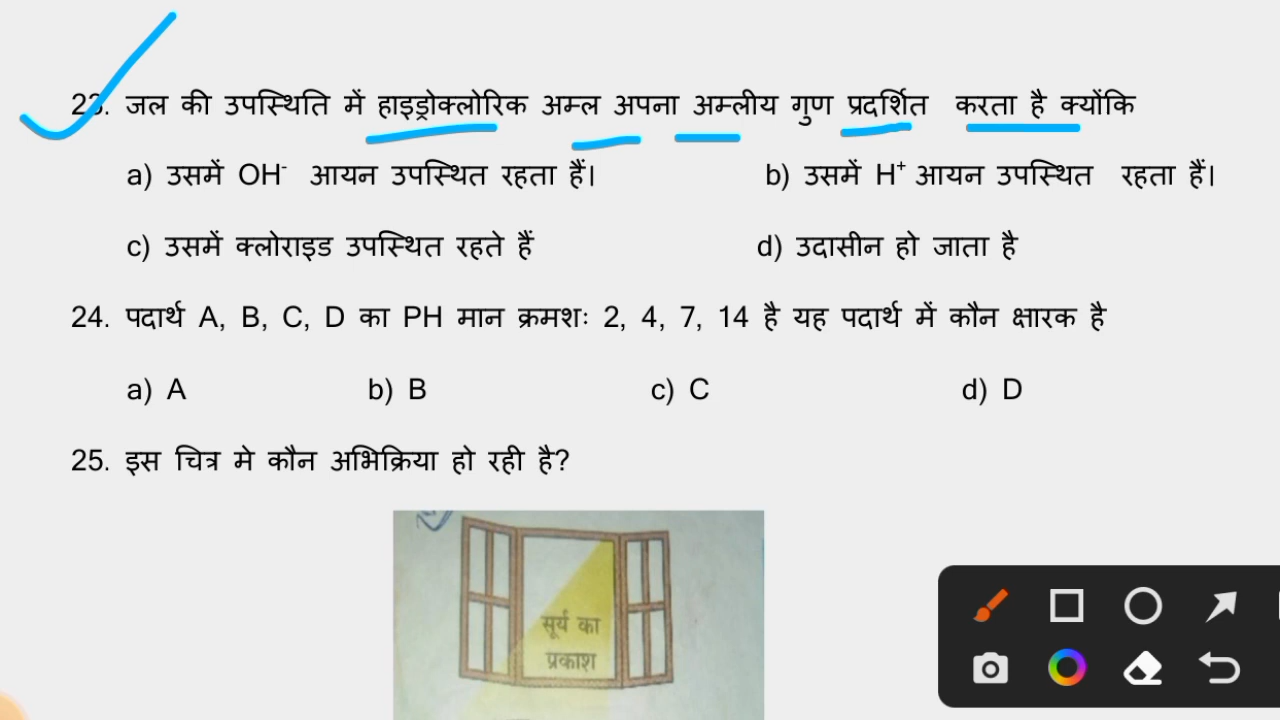 23. जल की उपस्थिति में हाइड्रोक्लोरिक अम्ल अपना अम्लीय गुण प्रदर्शित करता है क्योंकि
a) उसमें OH⁻ आयन उपस्थित रहता हैं। b) उसमें H⁺ आयन उपस्थित रहता हैं।
c) उसमें क्लोराइड उपस्थित रहते हैं d) उदासीन हो जाता है
24. पदार्थ A, B, C, D का PH मान क्रमशः 2, 4, 7, 14 है यह पदार्थ में कौन क्षारक है
a) A b) B c) C d) D
25. इस चित्र मे कौन अभिक्रिया हो रही है?
सूर्य का
प्रकाश